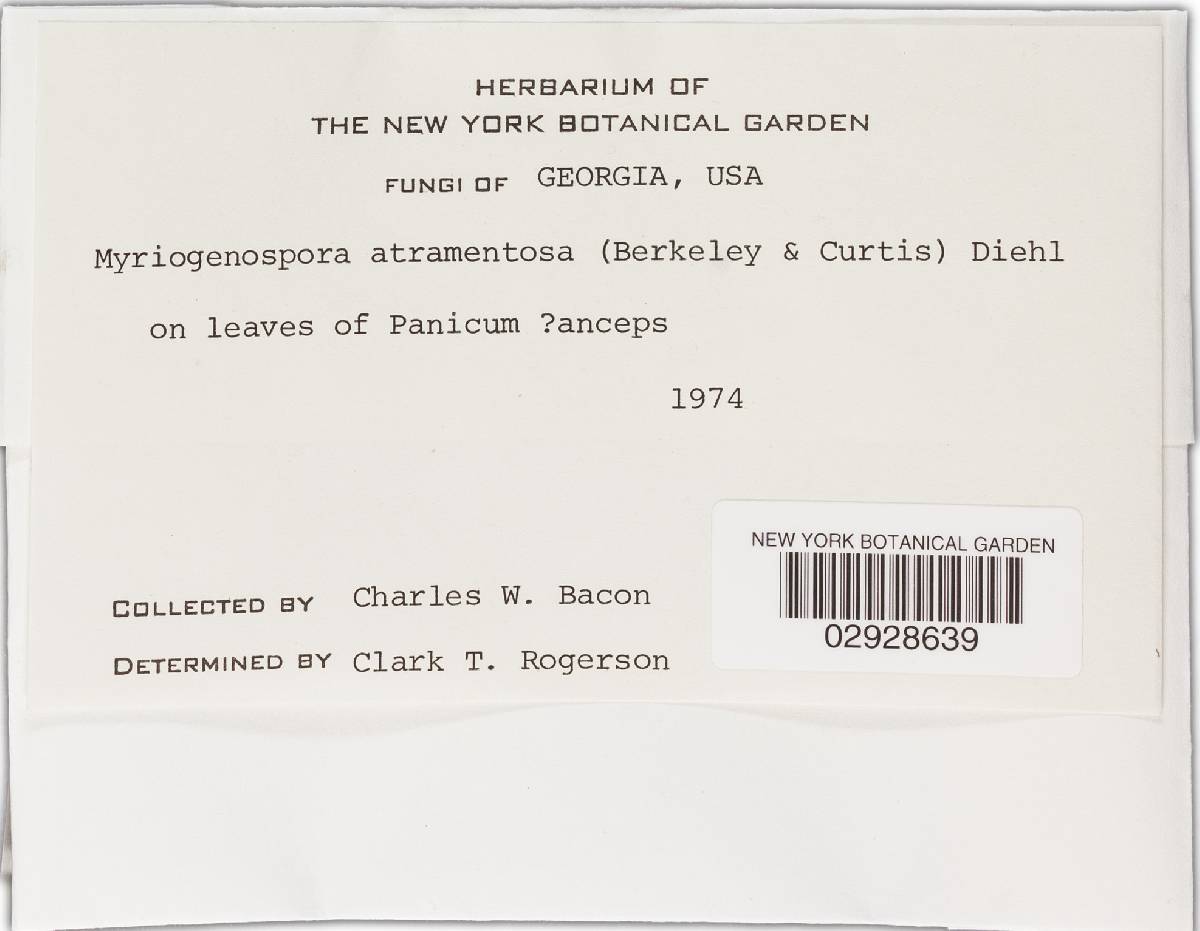 HERBARIUM OF
THE NEW YORK BOTANICAL GARDEN
FUNGI OF GEORGIA, USA
Myriogenospora atramentosa (Berkeley & Curtis) Diehl
on leaves of Panicum ?anceps
1974
NEW YORK BOTANICAL GARDEN
02928639
COLLECTED BY Charles W. Bacon
DETERMINED BY Clark T. Rogerson